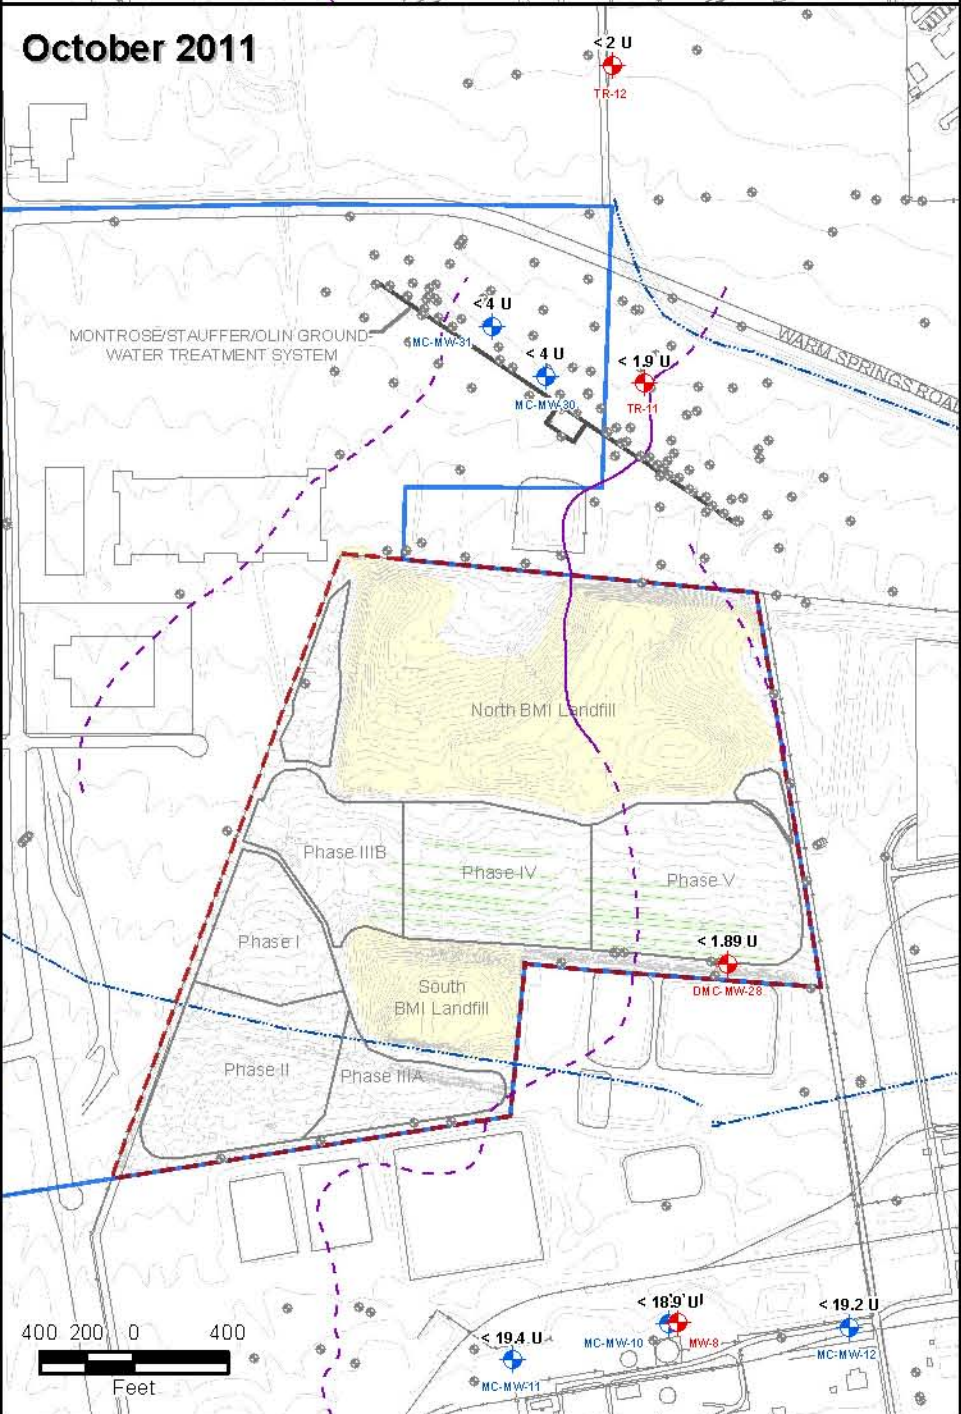 October 2011
< 2 U
TR-12
< 4 U
MONTROSE/STAUFFER/OLIN GROUND-
WATER TREATMENT SYSTEM
MC-MW-31
WARM SPRINGS ROAD
< 4 U
< 1.9 U
MC-MW-30
TR-11
North BMI Landfill
Phase IIIB
Phase IV
Phase V
Phase I
< 1.89 U
South
BMI Landfill
DMC-MW-28
Phase II
Phase IIIA
< 18.9 U
< 19.2 U
400 200 0 400
Feet
< 19.4 U
MC-MW-10
MW-8
MC-MW-12
MC-MW-11